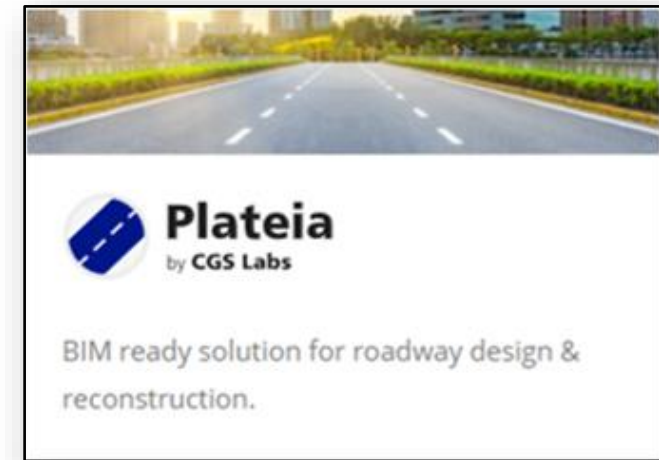 Plateia
by CGS Labs
BIM ready solution for roadway design &
reconstruction.